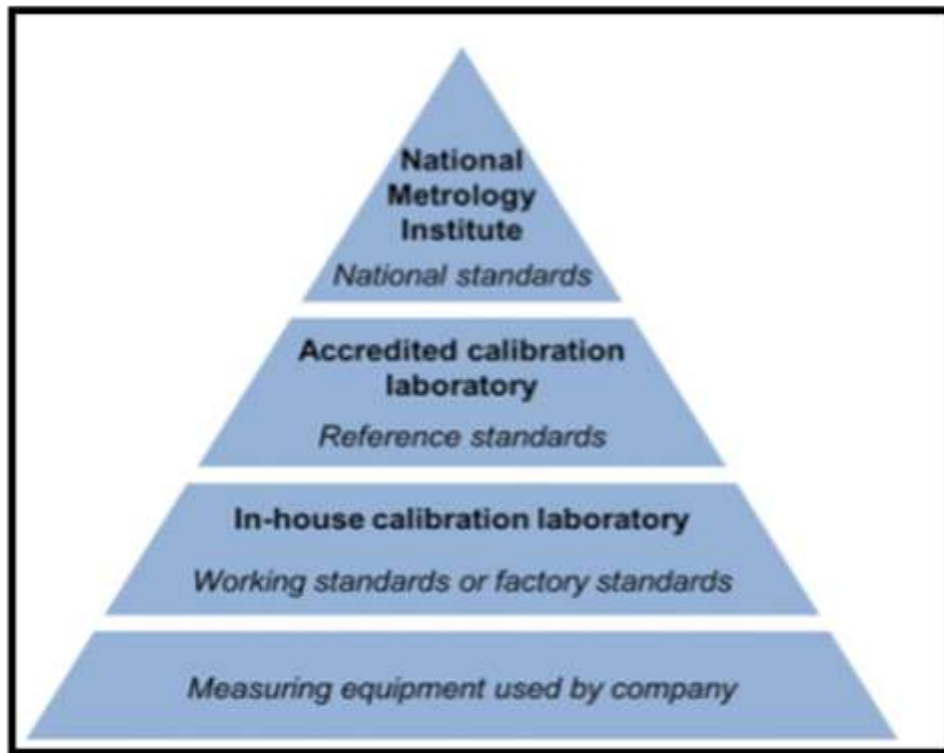 National
Metrology
Institute
National standards
Accredited calibration
laboratory
Reference standards
In-house calibration laboratory
Working standards or factory standards
Measuring equipment used by company